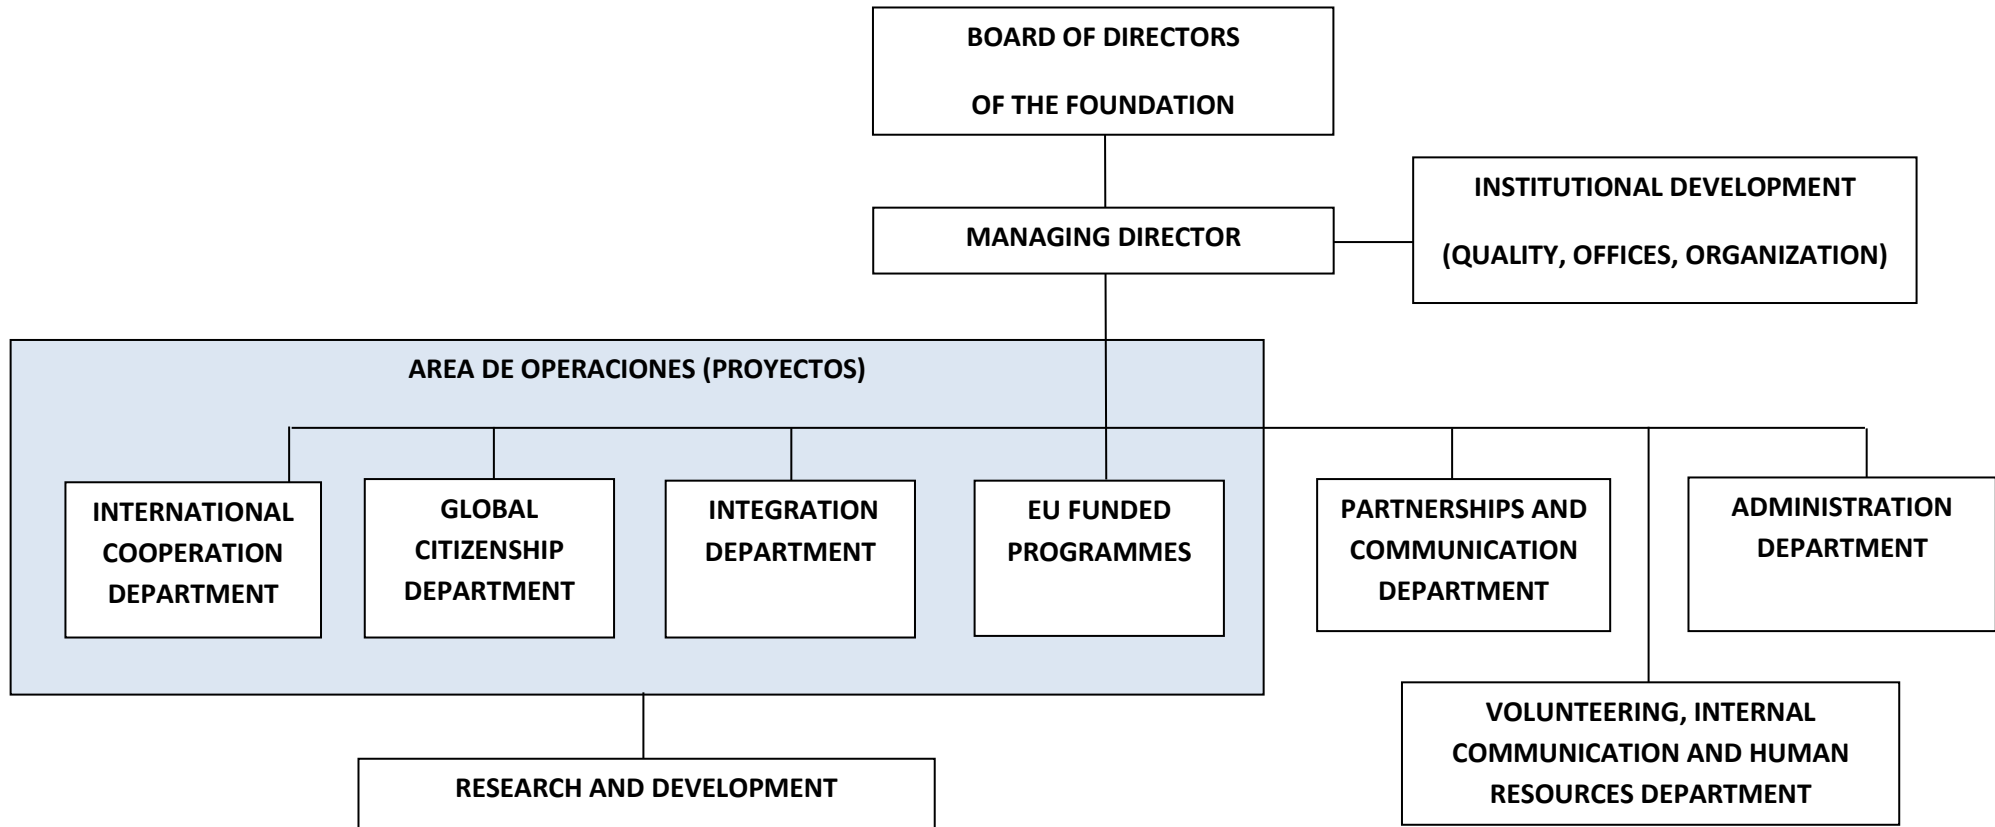 BOARD OF DIRECTORS
OF THE FOUNDATION
INSTITUTIONAL DEVELOPMENT
(QUALITY, OFFICES, ORGANIZATION)
MANAGING DIRECTOR
AREA DE OPERACIONES (PROYECTOS)
INTERNATIONAL
COOPERATION
DEPARTMENT
GLOBAL
CITIZENSHIP
DEPARTMENT
INTEGRATION
DEPARTMENT
EU FUNDED
PROGRAMMES
PARTNERSHIPS AND
COMMUNICATION
DEPARTMENT
ADMINISTRATION
DEPARTMENT
VOLUNTEERING, INTERNAL
COMMUNICATION AND HUMAN
RESOURCES DEPARTMENT
RESEARCH AND DEVELOPMENT